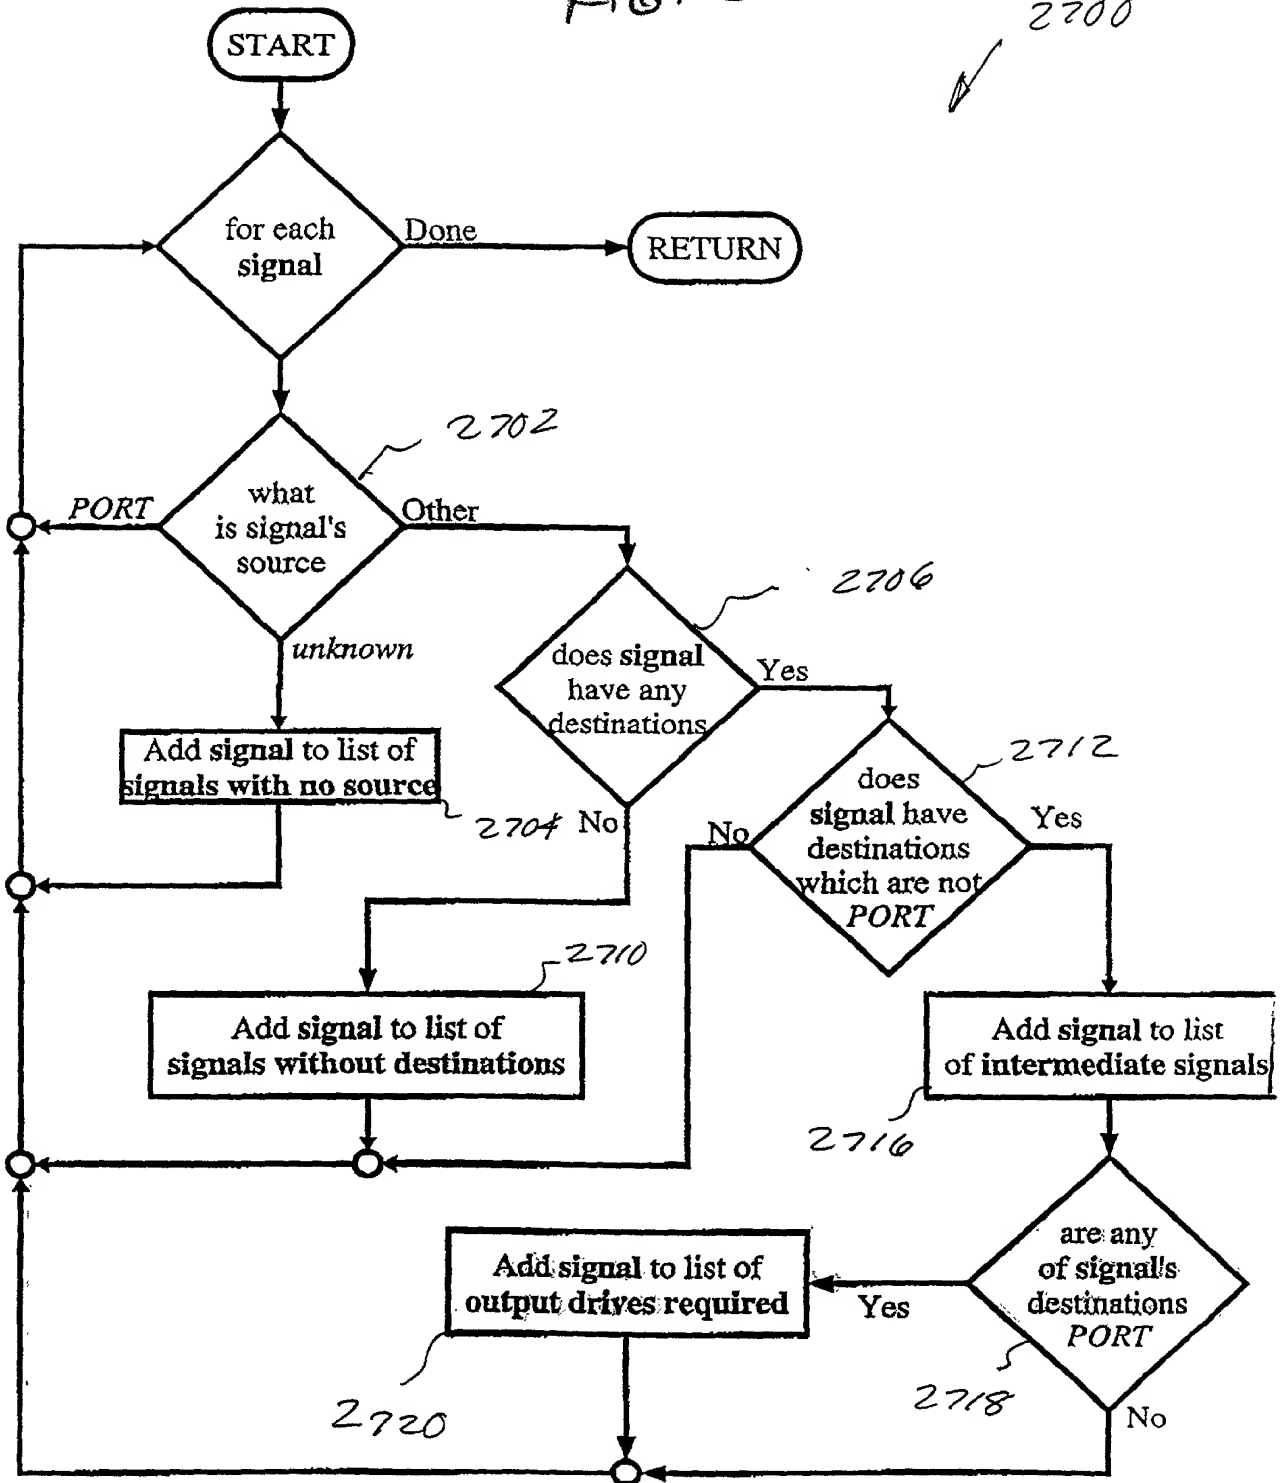 2700
START
for each
signal
Done
RETURN
2702
what
is signal's
source
PORT
Other
unknown
2706
does signal
have any
destinations
Yes
Add signal to list of
signals with no source
2704
No
2712
does
signal have
destinations
which are not
PORT
No
Yes
2710
Add signal to list of
signals without destinations
Add signal to list
of intermediate signals
2716
are any
of signal's
destinations
PORT
2718
Yes
No
Add signal to list of
output drives required
2720